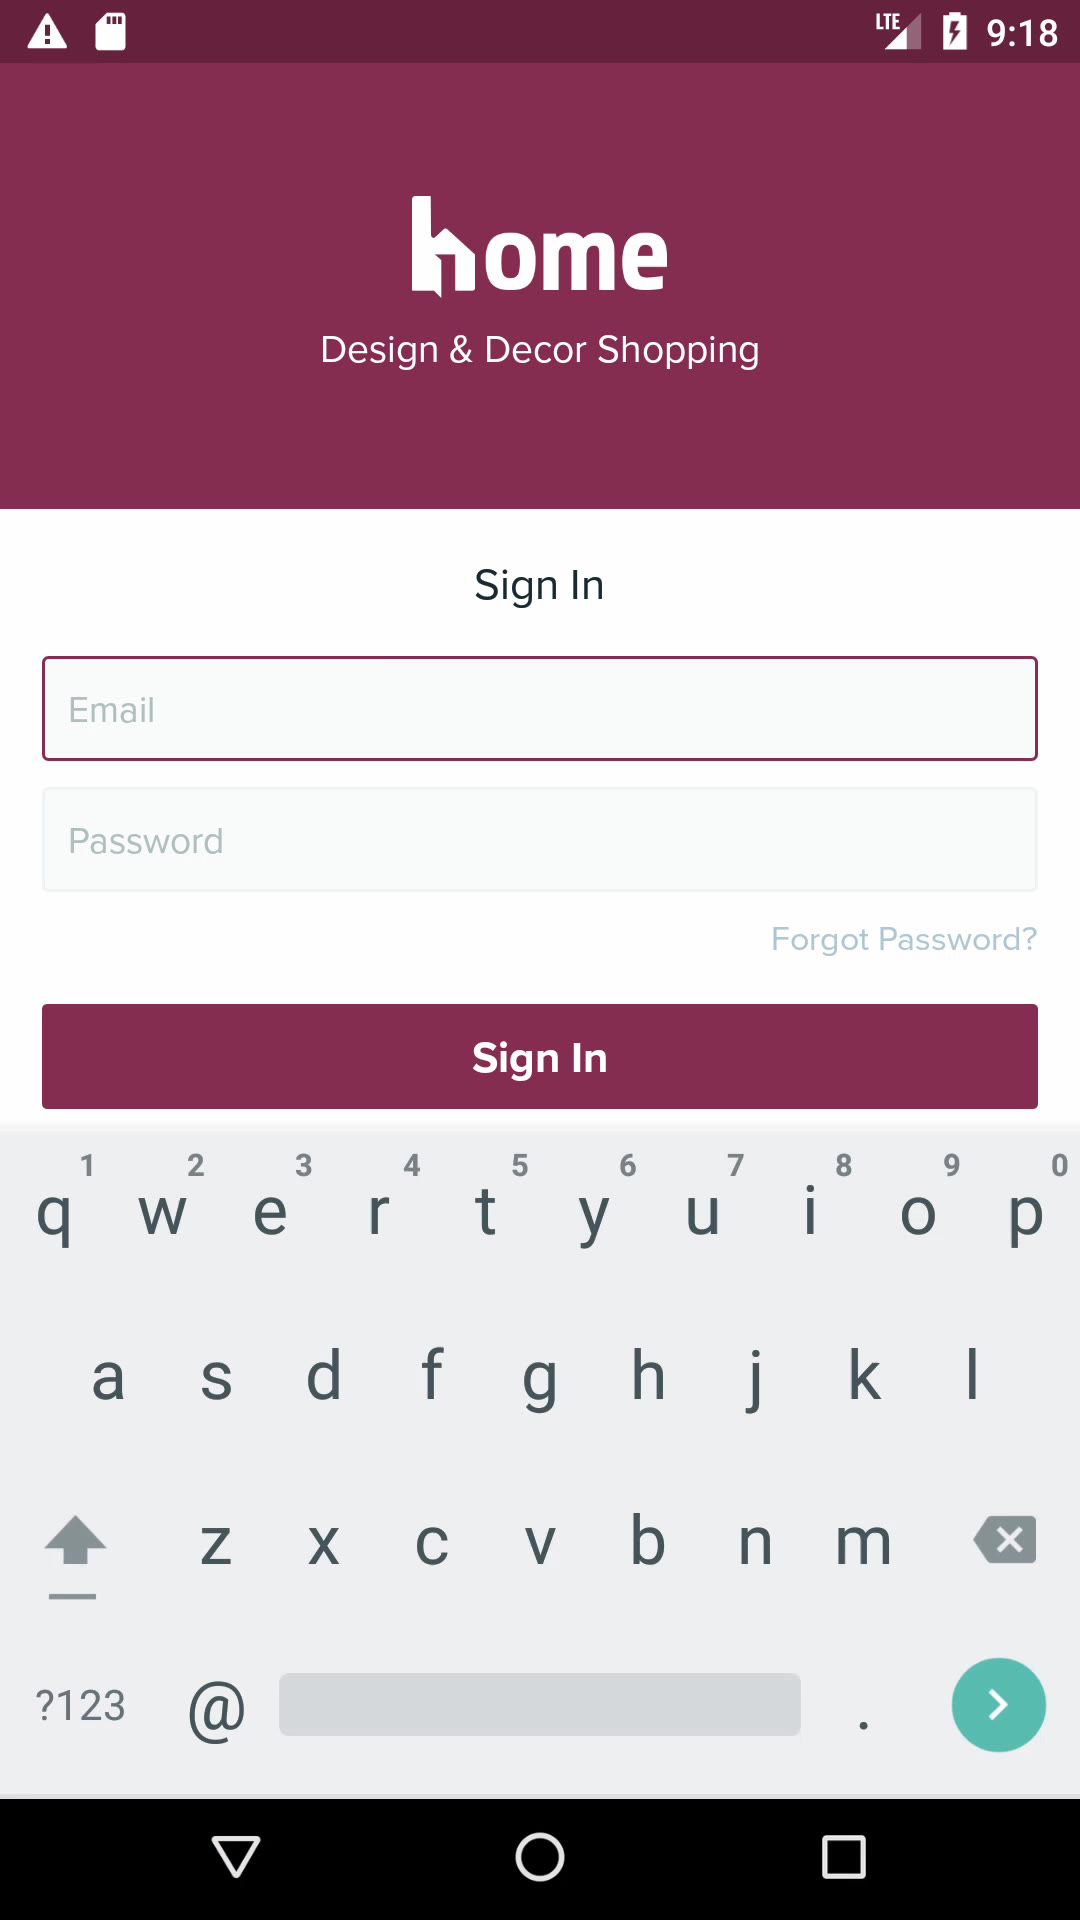 LTE 9:18
home
Design & Decor Shopping
Sign In
Email
Password
Forgot Password?
Sign In
1 2 3 4 5 6 7 8 9 0
q w e r t y u i o p
a s d f g h j k l
z x c v b n m
?123 @ .